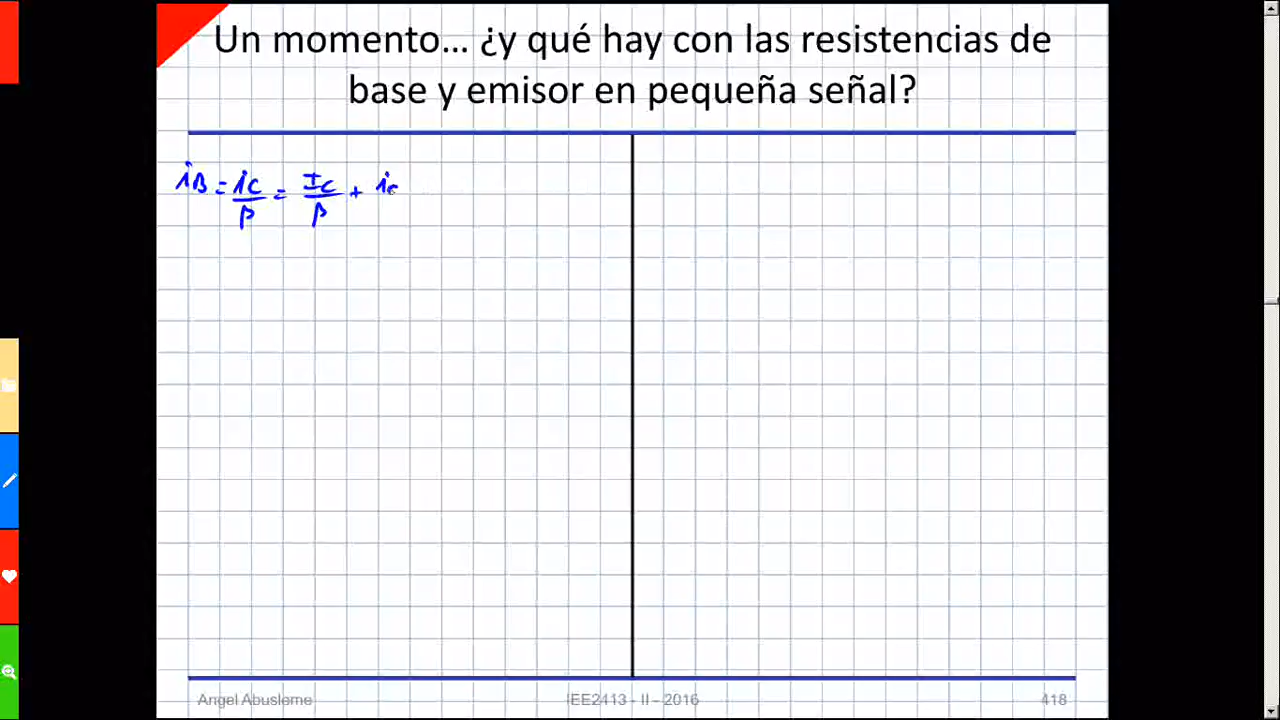 Un momento... ¿y qué hay con las resistencias de
base y emisor en pequeña señal?
iB = iC/β = IC/β + ic
Angel Abusleme IEE2413 - II - 2016 418